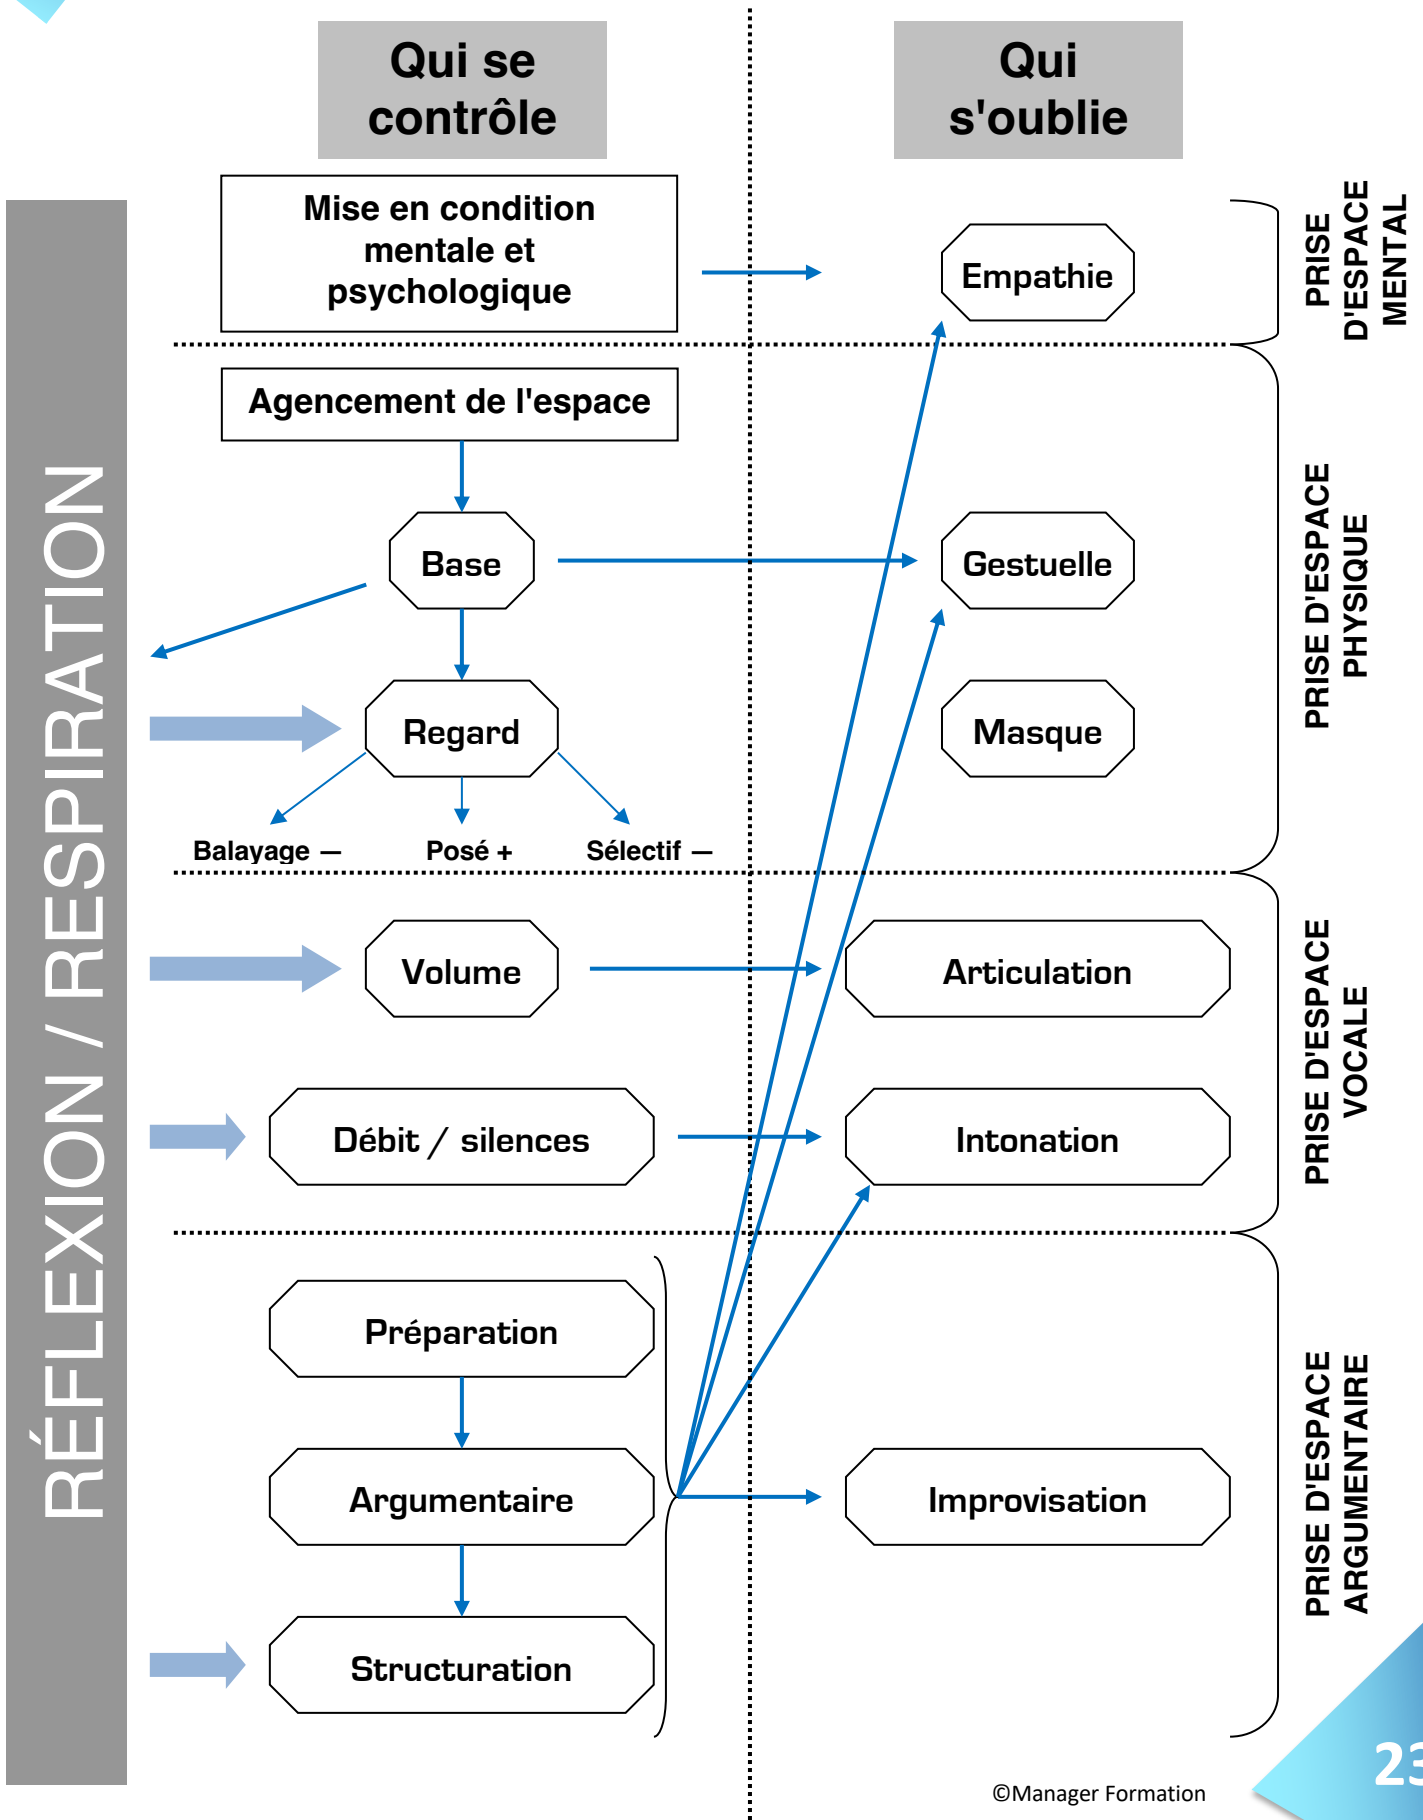 Qui se
contrôle
Qui
s'oublie
RÉFLEXION / RESPIRATION
Mise en condition
mentale et
psychologique
Empathie
PRISE
D'ESPACE
MENTAL
Agencement de l'espace
Base
Gestuelle
Regard
Masque
Balayage –
Posé +
Sélectif –
PRISE D'ESPACE
PHYSIQUE
Volume
Articulation
Débit / silences
Intonation
PRISE D'ESPACE
VOCALE
Préparation
Argumentaire
Improvisation
Structuration
PRISE D'ESPACE
ARGUMENTAIRE
©Manager Formation
23